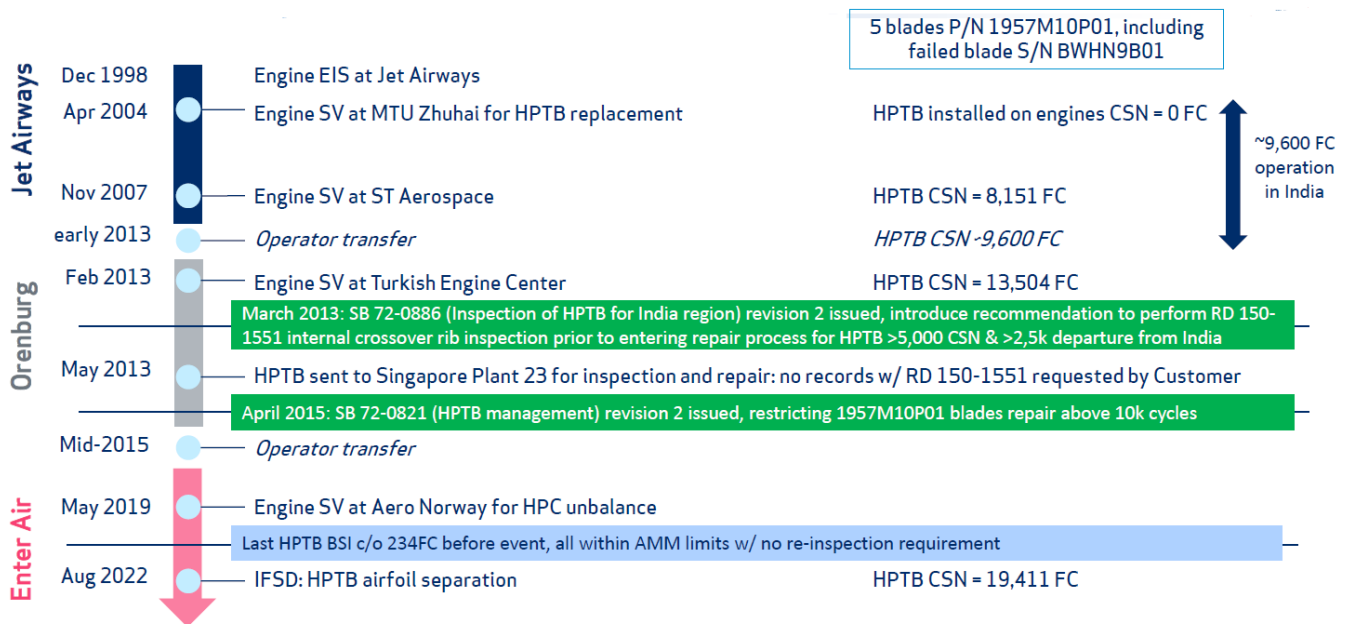 5 blades P/N 1957M10P01, including
failed blade S/N BWHN9B01
Jet Airways
Dec 1998 Engine EIS at Jet Airways
Apr 2004 Engine SV at MTU Zhuhai for HPTB replacement HPTB installed on engines CSN = 0 FC
~9,600 FC
operation
in India
Nov 2007 Engine SV at ST Aerospace HPTB CSN = 8,151 FC
early 2013 Operator transfer HPTB CSN ~9,600 FC
Orenburg
Feb 2013 Engine SV at Turkish Engine Center HPTB CSN = 13,504 FC
March 2013: SB 72-0886 (Inspection of HPTB for India region) revision 2 issued, introduce recommendation to perform RD 150-
1551 internal crossover rib inspection prior to entering repair process for HPTB >5,000 CSN & >2,5k departure from India
May 2013 HPTB sent to Singapore Plant 23 for inspection and repair: no records w/ RD 150-1551 requested by Customer
April 2015: SB 72-0821 (HPTB management) revision 2 issued, restricting 1957M10P01 blades repair above 10k cycles
Mid-2015 Operator transfer
Enter Air
May 2019 Engine SV at Aero Norway for HPC unbalance
Last HPTB BSI c/o 234FC before event, all within AMM limits w/ no re-inspection requirement
Aug 2022 IFSD: HPTB airfoil separation HPTB CSN = 19,411 FC